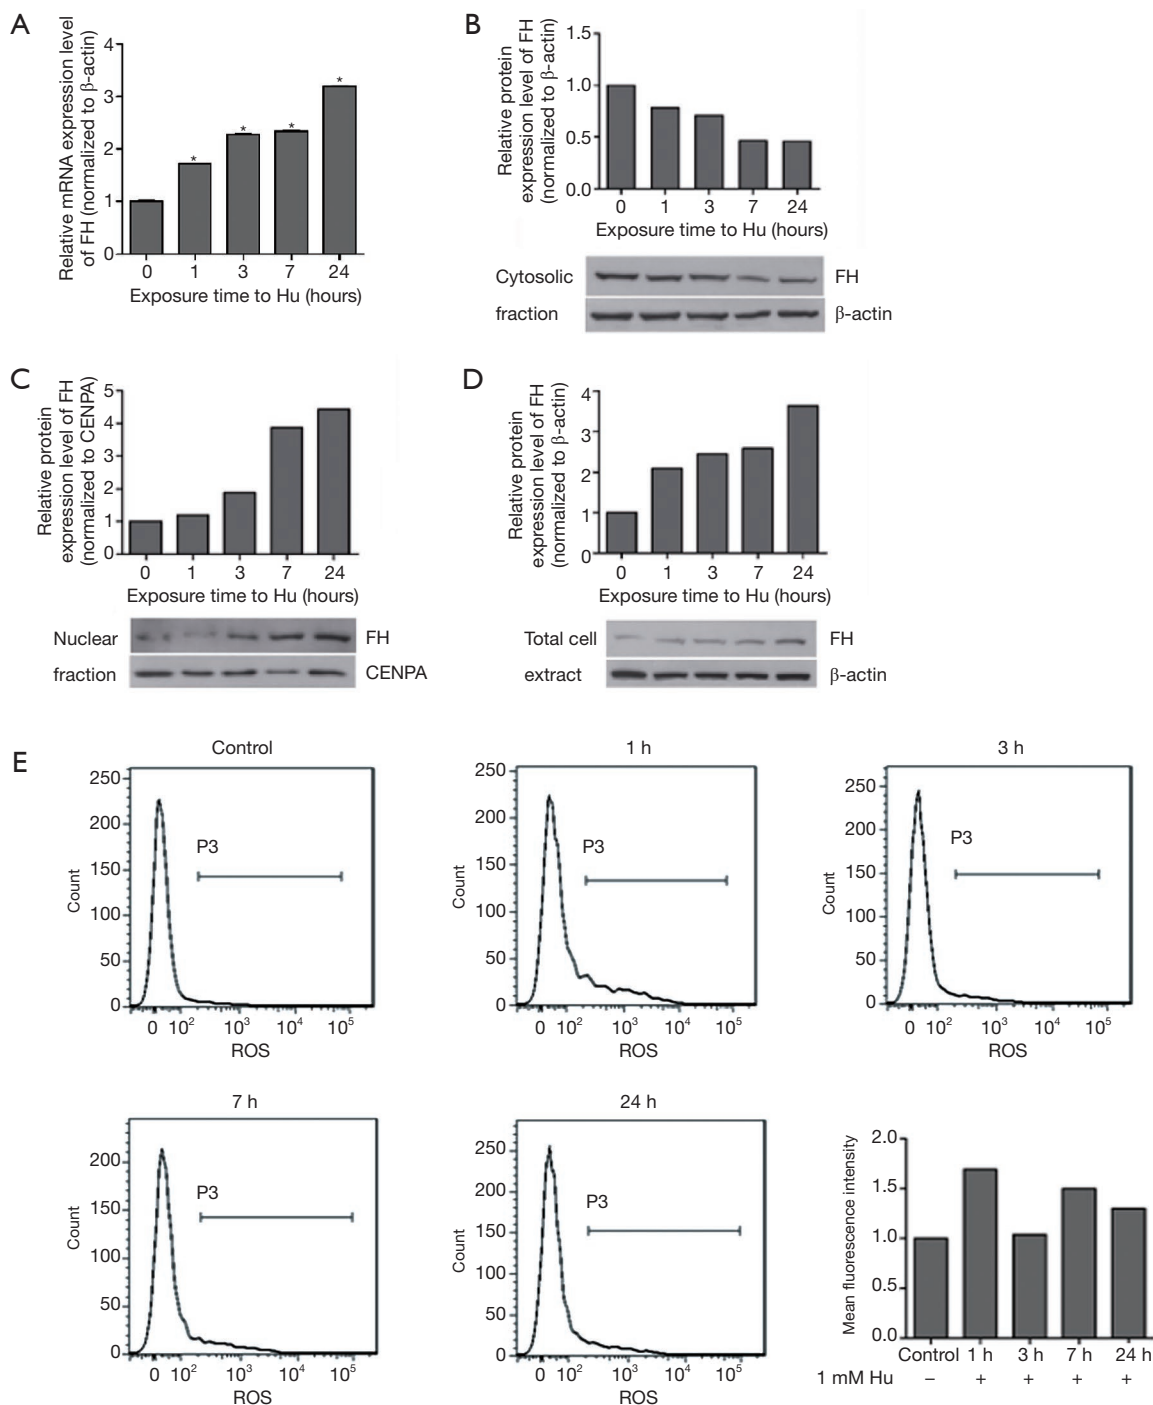 A
Relative mRNA expression level
of FH (normalized to β-actin)
4
3
2
1
0
*
*
*
*
0 1 3 7 24
Exposure time to Hu (hours)
B
Relative protein
expression level of FH
(normalized to β-actin)
1.5
1.0
0.5
0.0
0 1 3 7 24
Exposure time to Hu (hours)
Cytosolic FH
fraction β-actin
C
Relative protein
expression level of FH
(normalized to CENPA)
5
4
3
2
1
0
0 1 3 7 24
Exposure time to Hu (hours)
Nuclear FH
fraction CENPA
D
Relative protein
expression level of FH
(normalized to β-actin)
4
3
2
1
0
0 1 3 7 24
Exposure time to Hu (hours)
Total cell FH
extract β-actin
E
Control
Count
250
200
150
100
50
0
P3
0 10² 10³ 10⁴ 10⁵
ROS
1 h
Count
250
200
150
100
50
0
P3
0 10² 10³ 10⁴ 10⁵
ROS
3 h
Count
250
200
150
100
50
0
P3
0 10² 10³ 10⁴ 10⁵
ROS
7 h
Count
200
150
100
50
0
P3
0 10² 10³ 10⁴ 10⁵
ROS
24 h
Count
250
200
150
100
50
0
P3
0 10² 10³ 10⁴ 10⁵
ROS
Mean fluorescence intensity
2.0
1.5
1.0
0.5
0.0
Control 1 h 3 h 7 h 24 h
1 mM Hu – + + + +